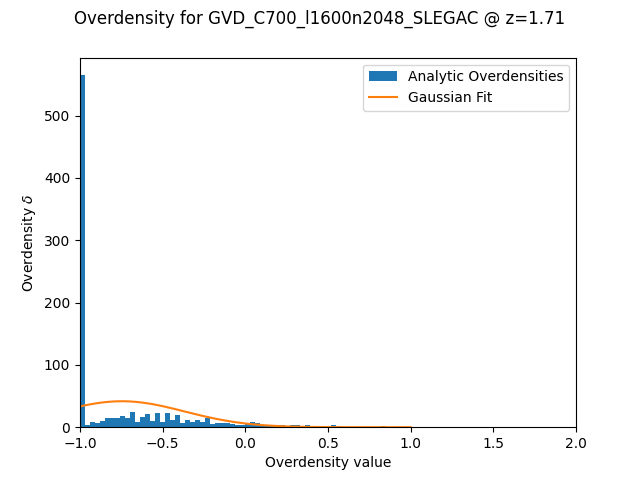 Overdensity for GVD_C700_l1600n2048_SLEGAC @ z=1.71
Analytic Overdensities
Gaussian Fit
Overdensity δ
500
400
300
200
100
0
−1.0 −0.5 0.0 0.5 1.0 1.5 2.0
Overdensity value